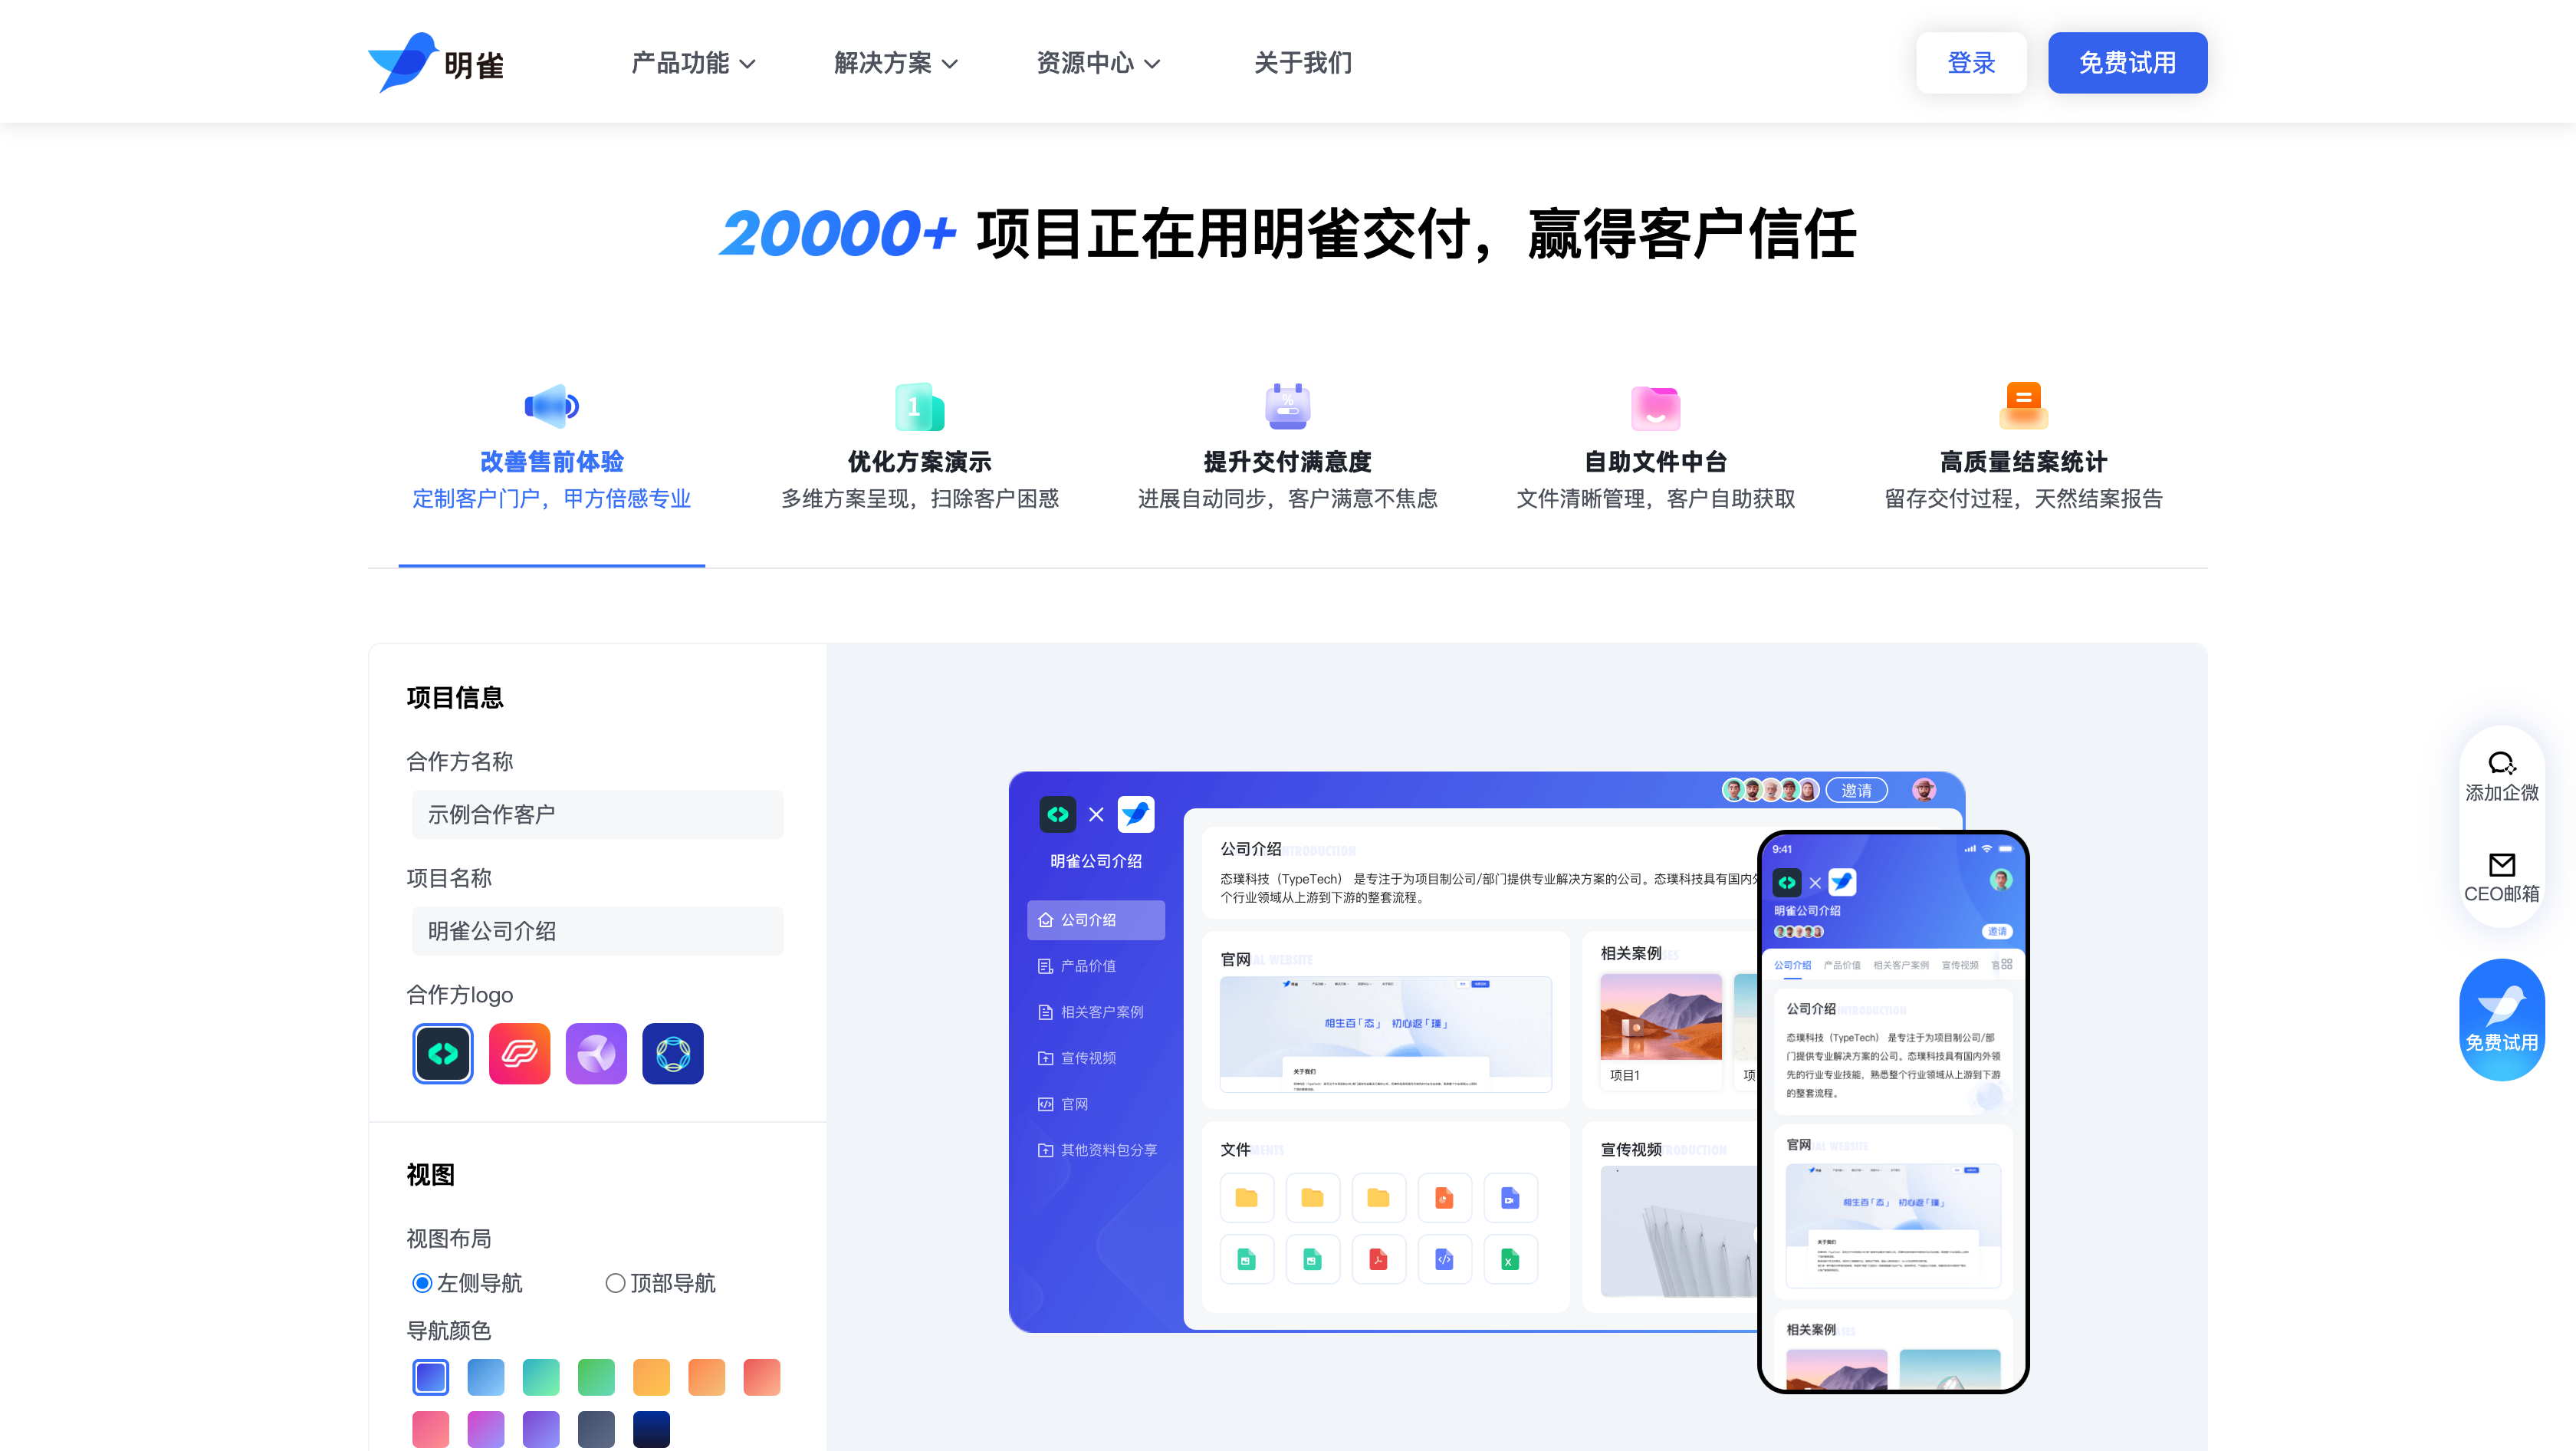 明雀
产品功能
解决方案
资源中心
关于我们
登录
免费试用
20000+ 项目正在用明雀交付，赢得客户信任
改善售前体验
定制客户门户，甲方倍感专业
优化方案演示
多维方案呈现，扫除客户困惑
提升交付满意度
进展自动同步，客户满意不焦虑
自助文件中台
文件清晰管理，客户自助获取
高质量结案统计
留存交付过程，天然结案报告
项目信息
合作方名称
示例合作客户
项目名称
明雀公司介绍
合作方logo
视图
视图布局
左侧导航
顶部导航
导航颜色
邀请
明雀公司介绍
公司介绍
产品价值
相关客户案例
宣传视频
官网
其他资料包分享
公司介绍
态璞科技（TypeTech） 是专注于为项目制公司/部门提供专业解决方案的公司。态璞科技具有国内
个行业领域从上游到下游的整套流程。
官网
相生百「态」 初心返「璞」
关于我们
相关案例
项目1
项
文件
宣传视频
9:41
明雀公司介绍
邀请
公司介绍
产品价值
相关客户案例
宣传视频
公司介绍
态璞科技（TypeTech） 是专注于为项目制公司/部
门提供专业解决方案的公司。态璞科技具有国内外领
先的行业专业技能，熟悉整个行业领域从上游到下游
的整套流程。
官网
相生百「态」 初心返「璞」
关于我们
相关案例
添加企微
CEO邮箱
免费试用